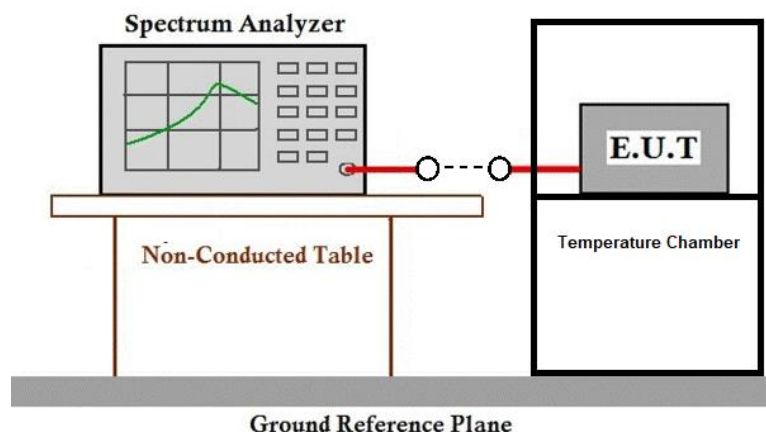 Spectrum Analyzer
E.U.T
Temperature Chamber
Non-Conducted Table
Ground Reference Plane